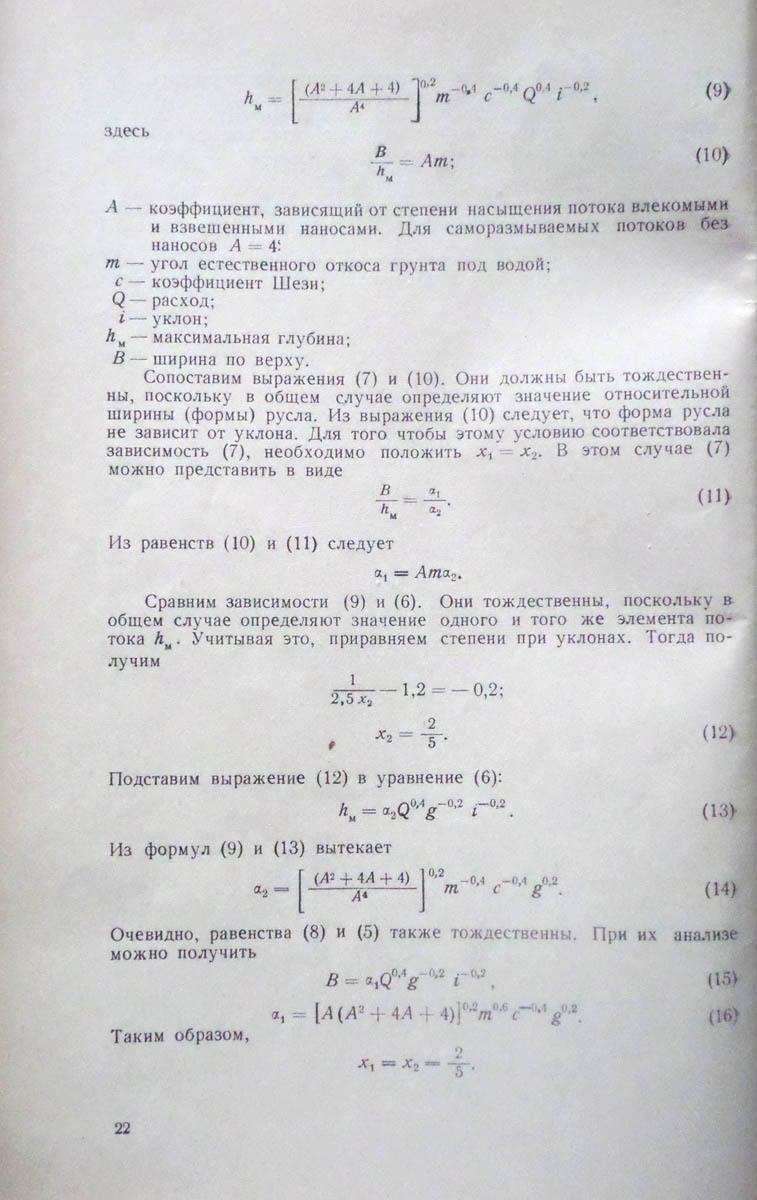 h_м = [ (A² + 4A + 4) / A⁴ ]^0,2 m^−0,4 c^−0,4 Q^0,4 i^−0,2 , (9)
здесь
B / h_м = Am; (10)
A — коэффициент, зависящий от степени насыщения потока влекомыми
и взвешенными наносами. Для саморазмываемых потоков без
наносов A = 4;
m — угол естественного откоса грунта под водой;
c — коэффициент Шези;
Q — расход;
i — уклон;
h_м — максимальная глубина;
B — ширина по верху.
Сопоставим выражения (7) и (10). Они должны быть тождествен-
ны, поскольку в общем случае определяют значение относительной
ширины (формы) русла. Из выражения (10) следует, что форма русла
не зависит от уклона. Для того чтобы этому условию соответствовала
зависимость (7), необходимо положить x₁ = x₂. В этом случае (7)
можно представить в виде
B / h_м = α₁ / α₂. (11)
Из равенств (10) и (11) следует
α₁ = Amα₂.
Сравним зависимости (9) и (6). Они тождественны, поскольку в
общем случае определяют значение одного и того же элемента по-
тока h_м. Учитывая это, приравняем степени при уклонах. Тогда по-
лучим
1 / 2,5 x₂ — 1,2 = — 0,2;
x₂ = 2 / 5. (12)
Подставим выражение (12) в уравнение (6):
h_м = α₂Q^0,4 g^−0,2 i^−0,2. (13)
Из формул (9) и (13) вытекает
α₂ = [ (A² + 4A + 4) / A⁴ ]^0,2 m^−0,4 c^−0,4 g^0,2. (14)
Очевидно, равенства (8) и (5) также тождественны. При их анализе
можно получить
B = α₁Q^0,4 g^−0,2 i^−0,2 , (15)
α₁ = [A (A² + 4A + 4)]^0,2 m^0,6 c^−0,4 g^0,2. (16)
Таким образом,
x₁ = x₂ = 2 / 5.
22